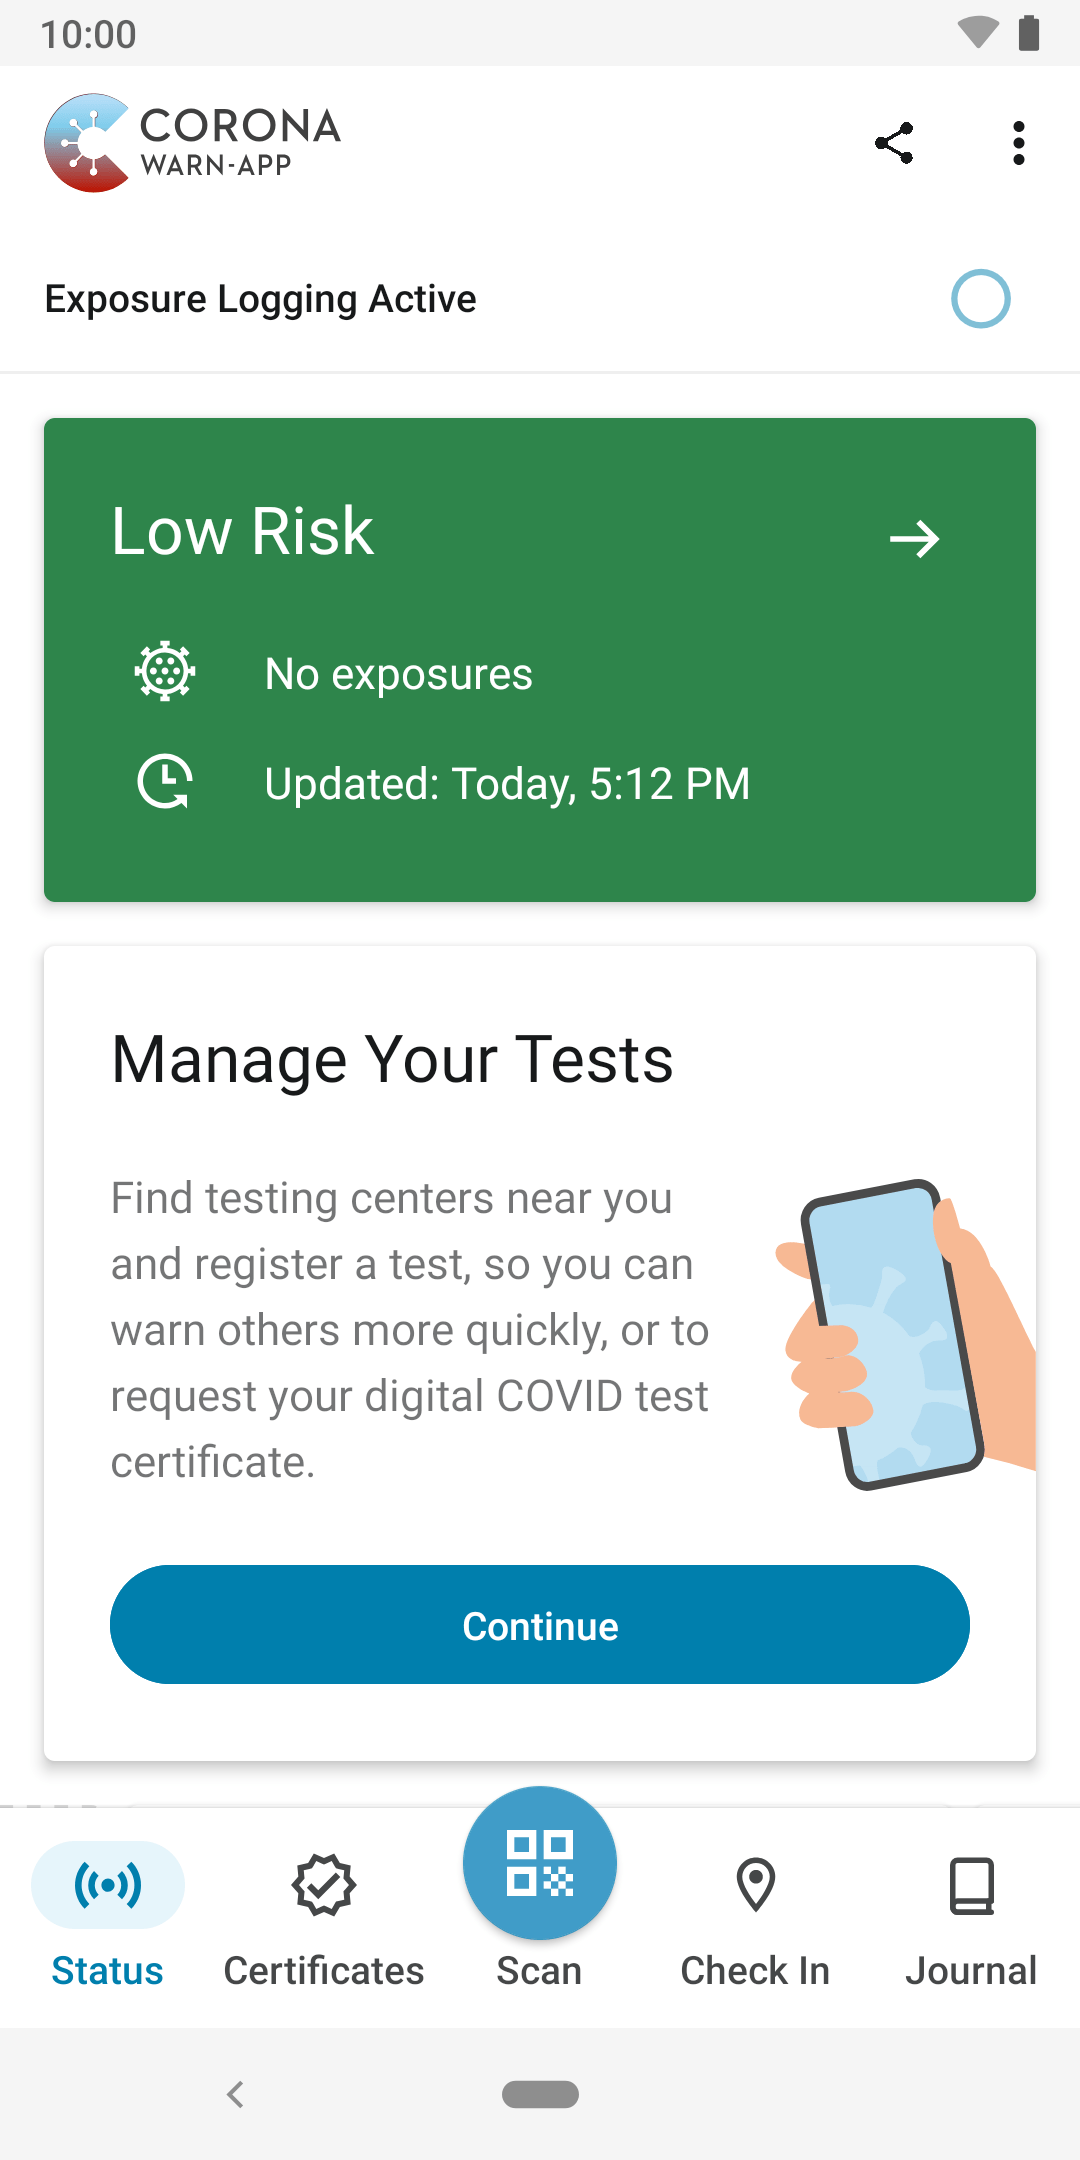 10:00
CORONA
WARN-APP
Exposure Logging Active
Low Risk
No exposures
Updated: Today, 5:12 PM
Manage Your Tests
Find testing centers near you
and register a test, so you can
warn others more quickly, or to
request your digital COVID test
certificate.
Continue
Status
Certificates
Scan
Check In
Journal